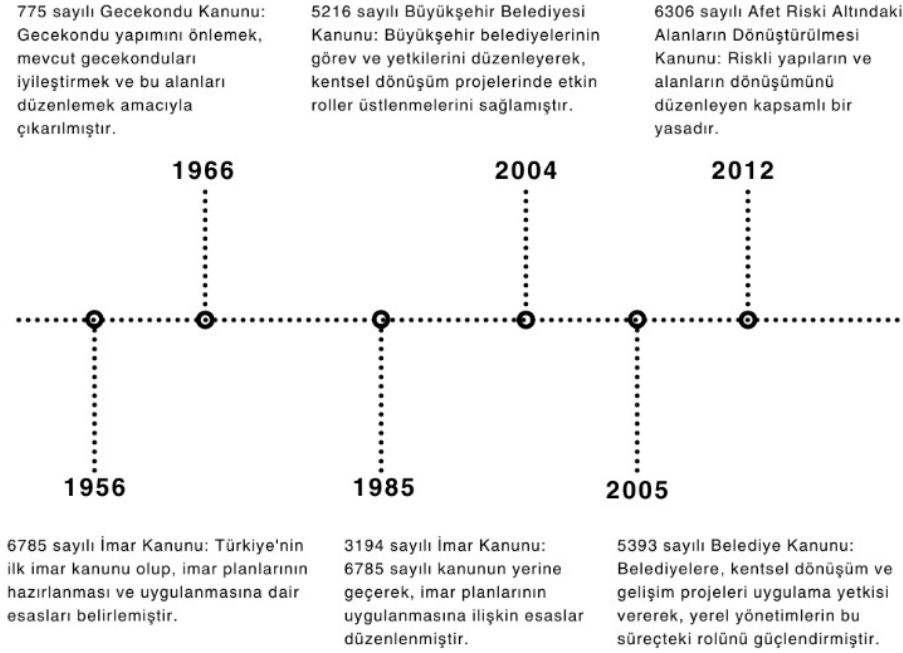 775 sayılı Gecekondu Kanunu:
Gecekondu yapımını önlemek,
mevcut gecekonduları
iyileştirmek ve bu alanları
düzenlemek amacıyla
çıkarılmıştır.
5216 sayılı Büyükşehir Belediyesi
Kanunu: Büyükşehir belediyelerinin
görev ve yetkilerini düzenleyerek,
kentsel dönüşüm projelerinde etkin
roller üstlenmelerini sağlamıştır.
6306 sayılı Afet Riski Altındaki
Alanların Dönüştürülmesi
Kanunu: Riskli yapıların ve
alanların dönüşümünü
düzenleyen kapsamlı bir
yasadır.
1966
2004
2012
1956
1985
2005
6785 sayılı İmar Kanunu: Türkiye'nin
ilk imar kanunu olup, imar planlarının
hazırlanması ve uygulanmasına dair
esasları belirlemiştir.
3194 sayılı İmar Kanunu:
6785 sayılı kanunun yerine
geçerek, imar planlarının
uygulanmasına ilişkin esaslar
düzenlenmiştir.
5393 sayılı Belediye Kanunu:
Belediyelere, kentsel dönüşüm ve
gelişim projeleri uygulama yetkisi
vererek, yerel yönetimlerin bu
süreçteki rolünü güçlendirmiştir.